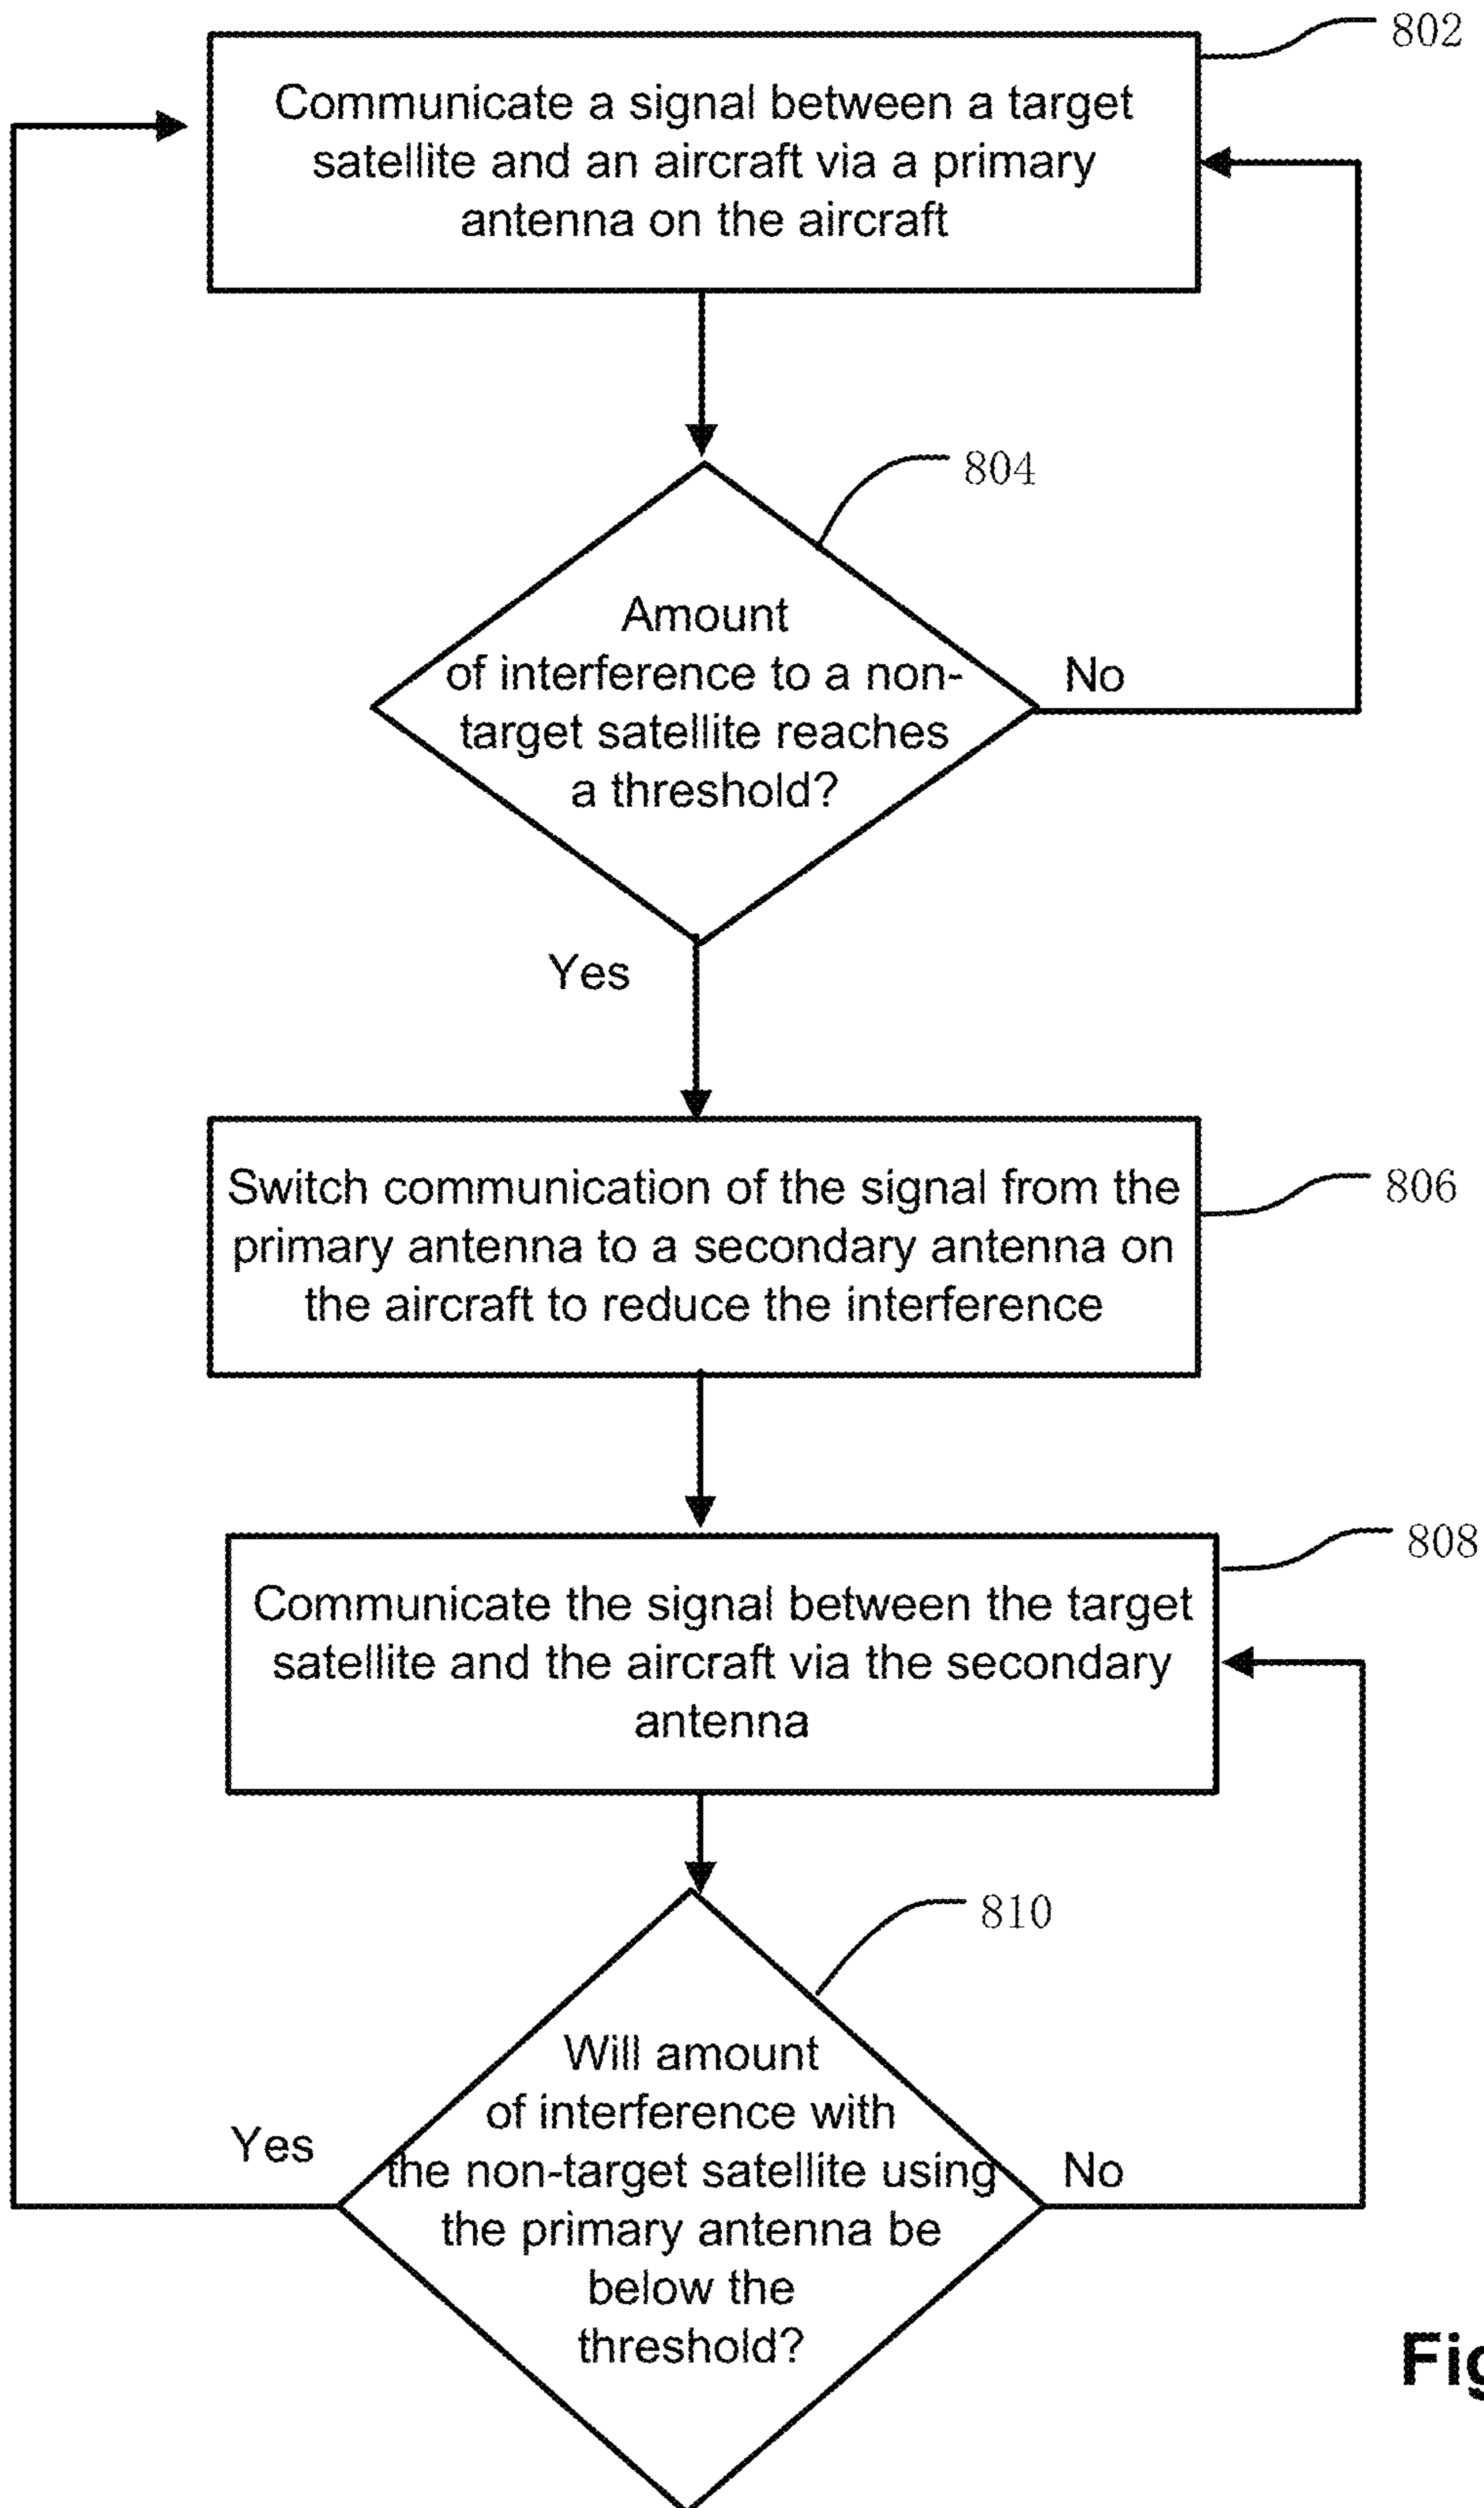 802
Communicate a signal between a target
satellite and an aircraft via a primary
antenna on the aircraft
804
Amount
of interference to a non-
target satellite reaches
a threshold?
No
Yes
Switch communication of the signal from the
primary antenna to a secondary antenna on
the aircraft to reduce the interference
806
808
Communicate the signal between the target
satellite and the aircraft via the secondary
antenna
810
Will amount
of interference with
the non-target satellite using
the primary antenna be
below the
threshold?
Yes
No